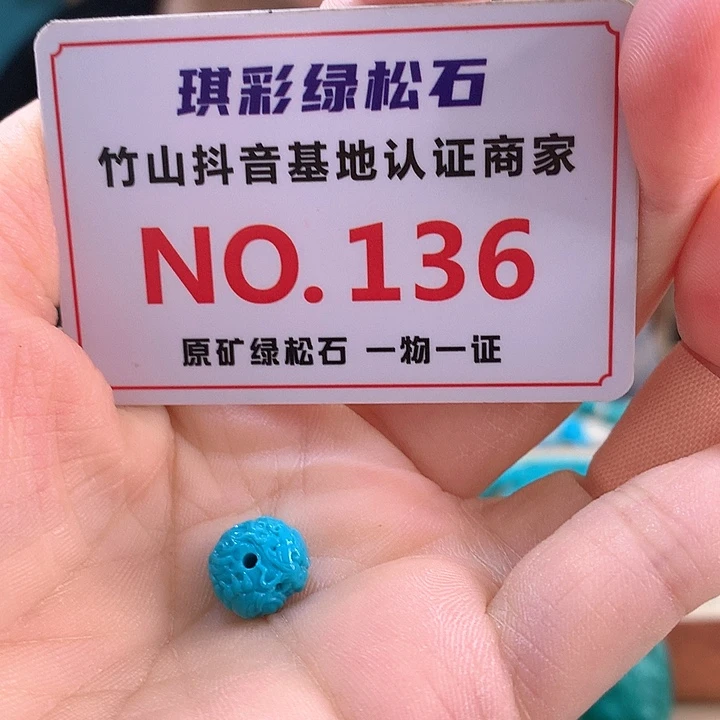 琪彩绿松石
竹山抖音基地认证商家
NO.136
原矿绿松石 一物一证